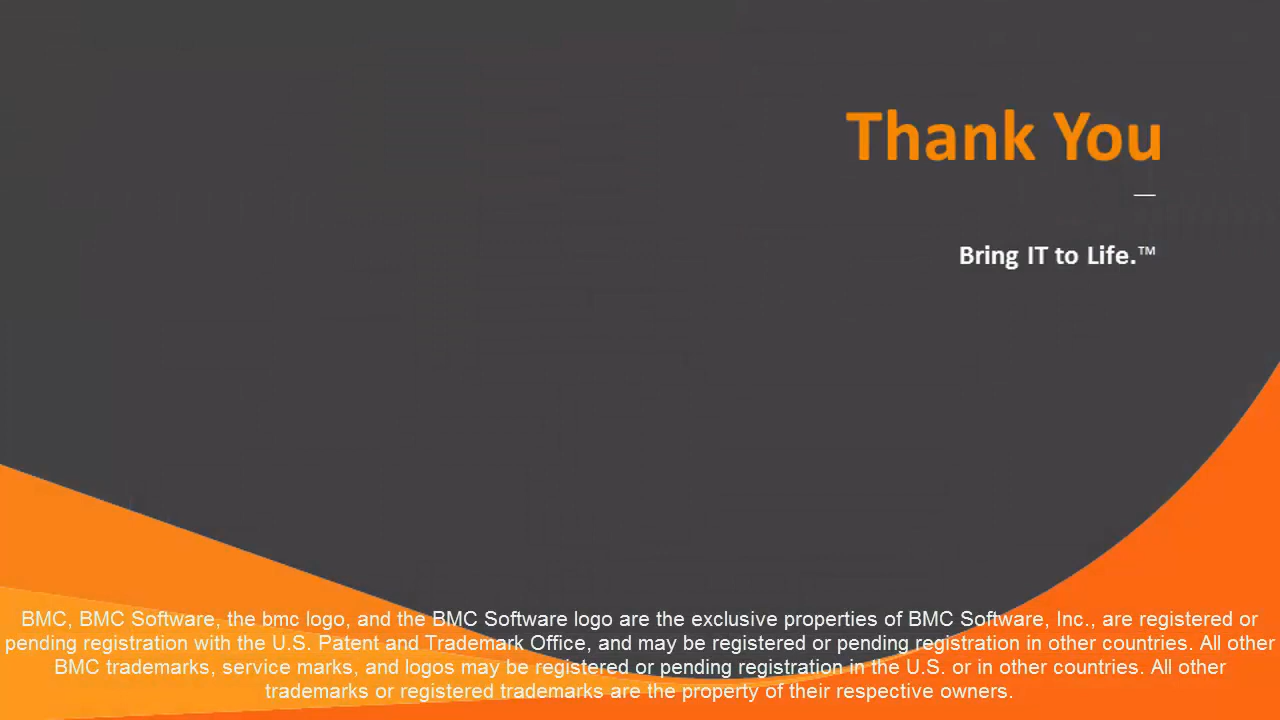 Thank You
Bring IT to Life.™
BMC, BMC Software, the bmc logo, and the BMC Software logo are the exclusive properties of BMC Software, Inc., are registered or
pending registration with the U.S. Patent and Trademark Office, and may be registered or pending registration in other countries. All other
BMC trademarks, service marks, and logos may be registered or pending registration in the U.S. or in other countries. All other
trademarks or registered trademarks are the property of their respective owners.